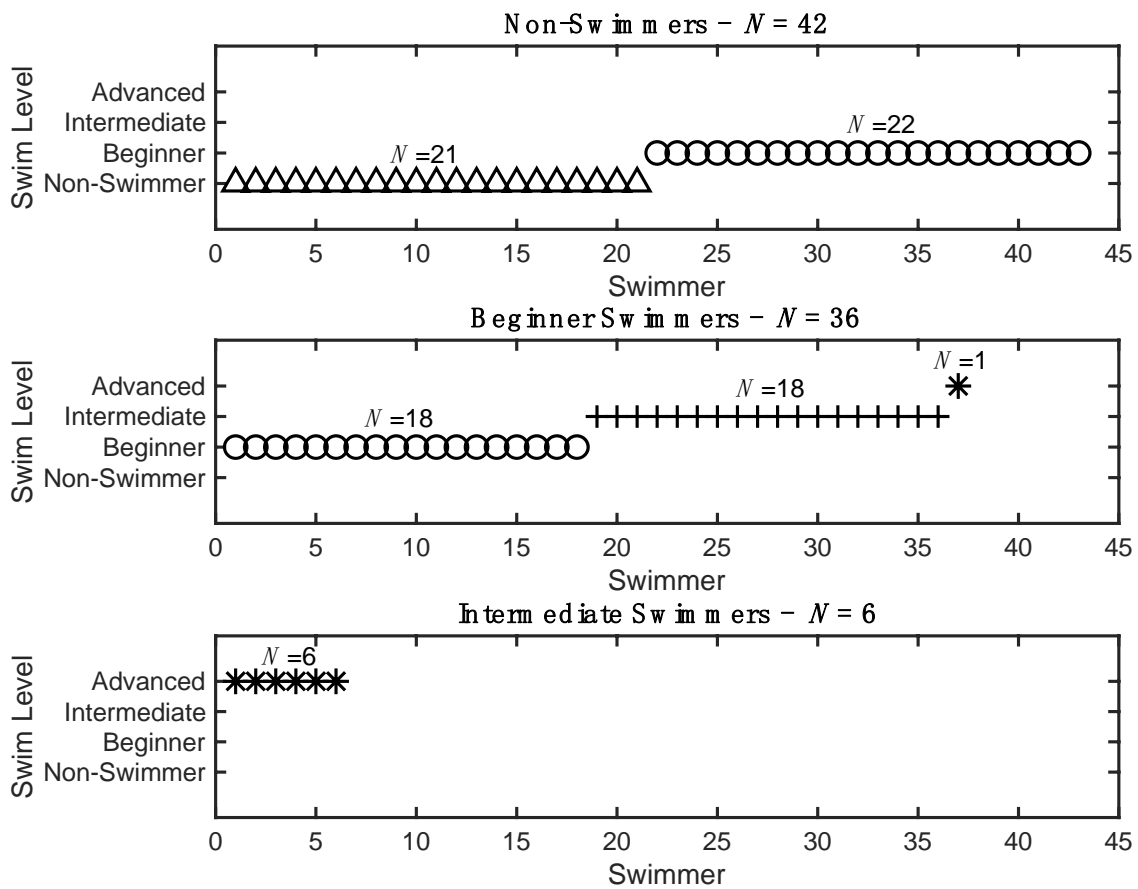 Non-Swimmers - N = 42
Swim Level
Advanced
Intermediate
Beginner
Non-Swimmer
N =21
N =22
0 5 10 15 20 25 30 35 40 45
Swimmer
Beginner Swimmers - N = 36
Swim Level
Advanced
Intermediate
Beginner
Non-Swimmer
N =18
N =18
N =1
0 5 10 15 20 25 30 35 40 45
Swimmer
Intermediate Swimmers - N = 6
Swim Level
Advanced
Intermediate
Beginner
Non-Swimmer
N =6
0 5 10 15 20 25 30 35 40 45
Swimmer